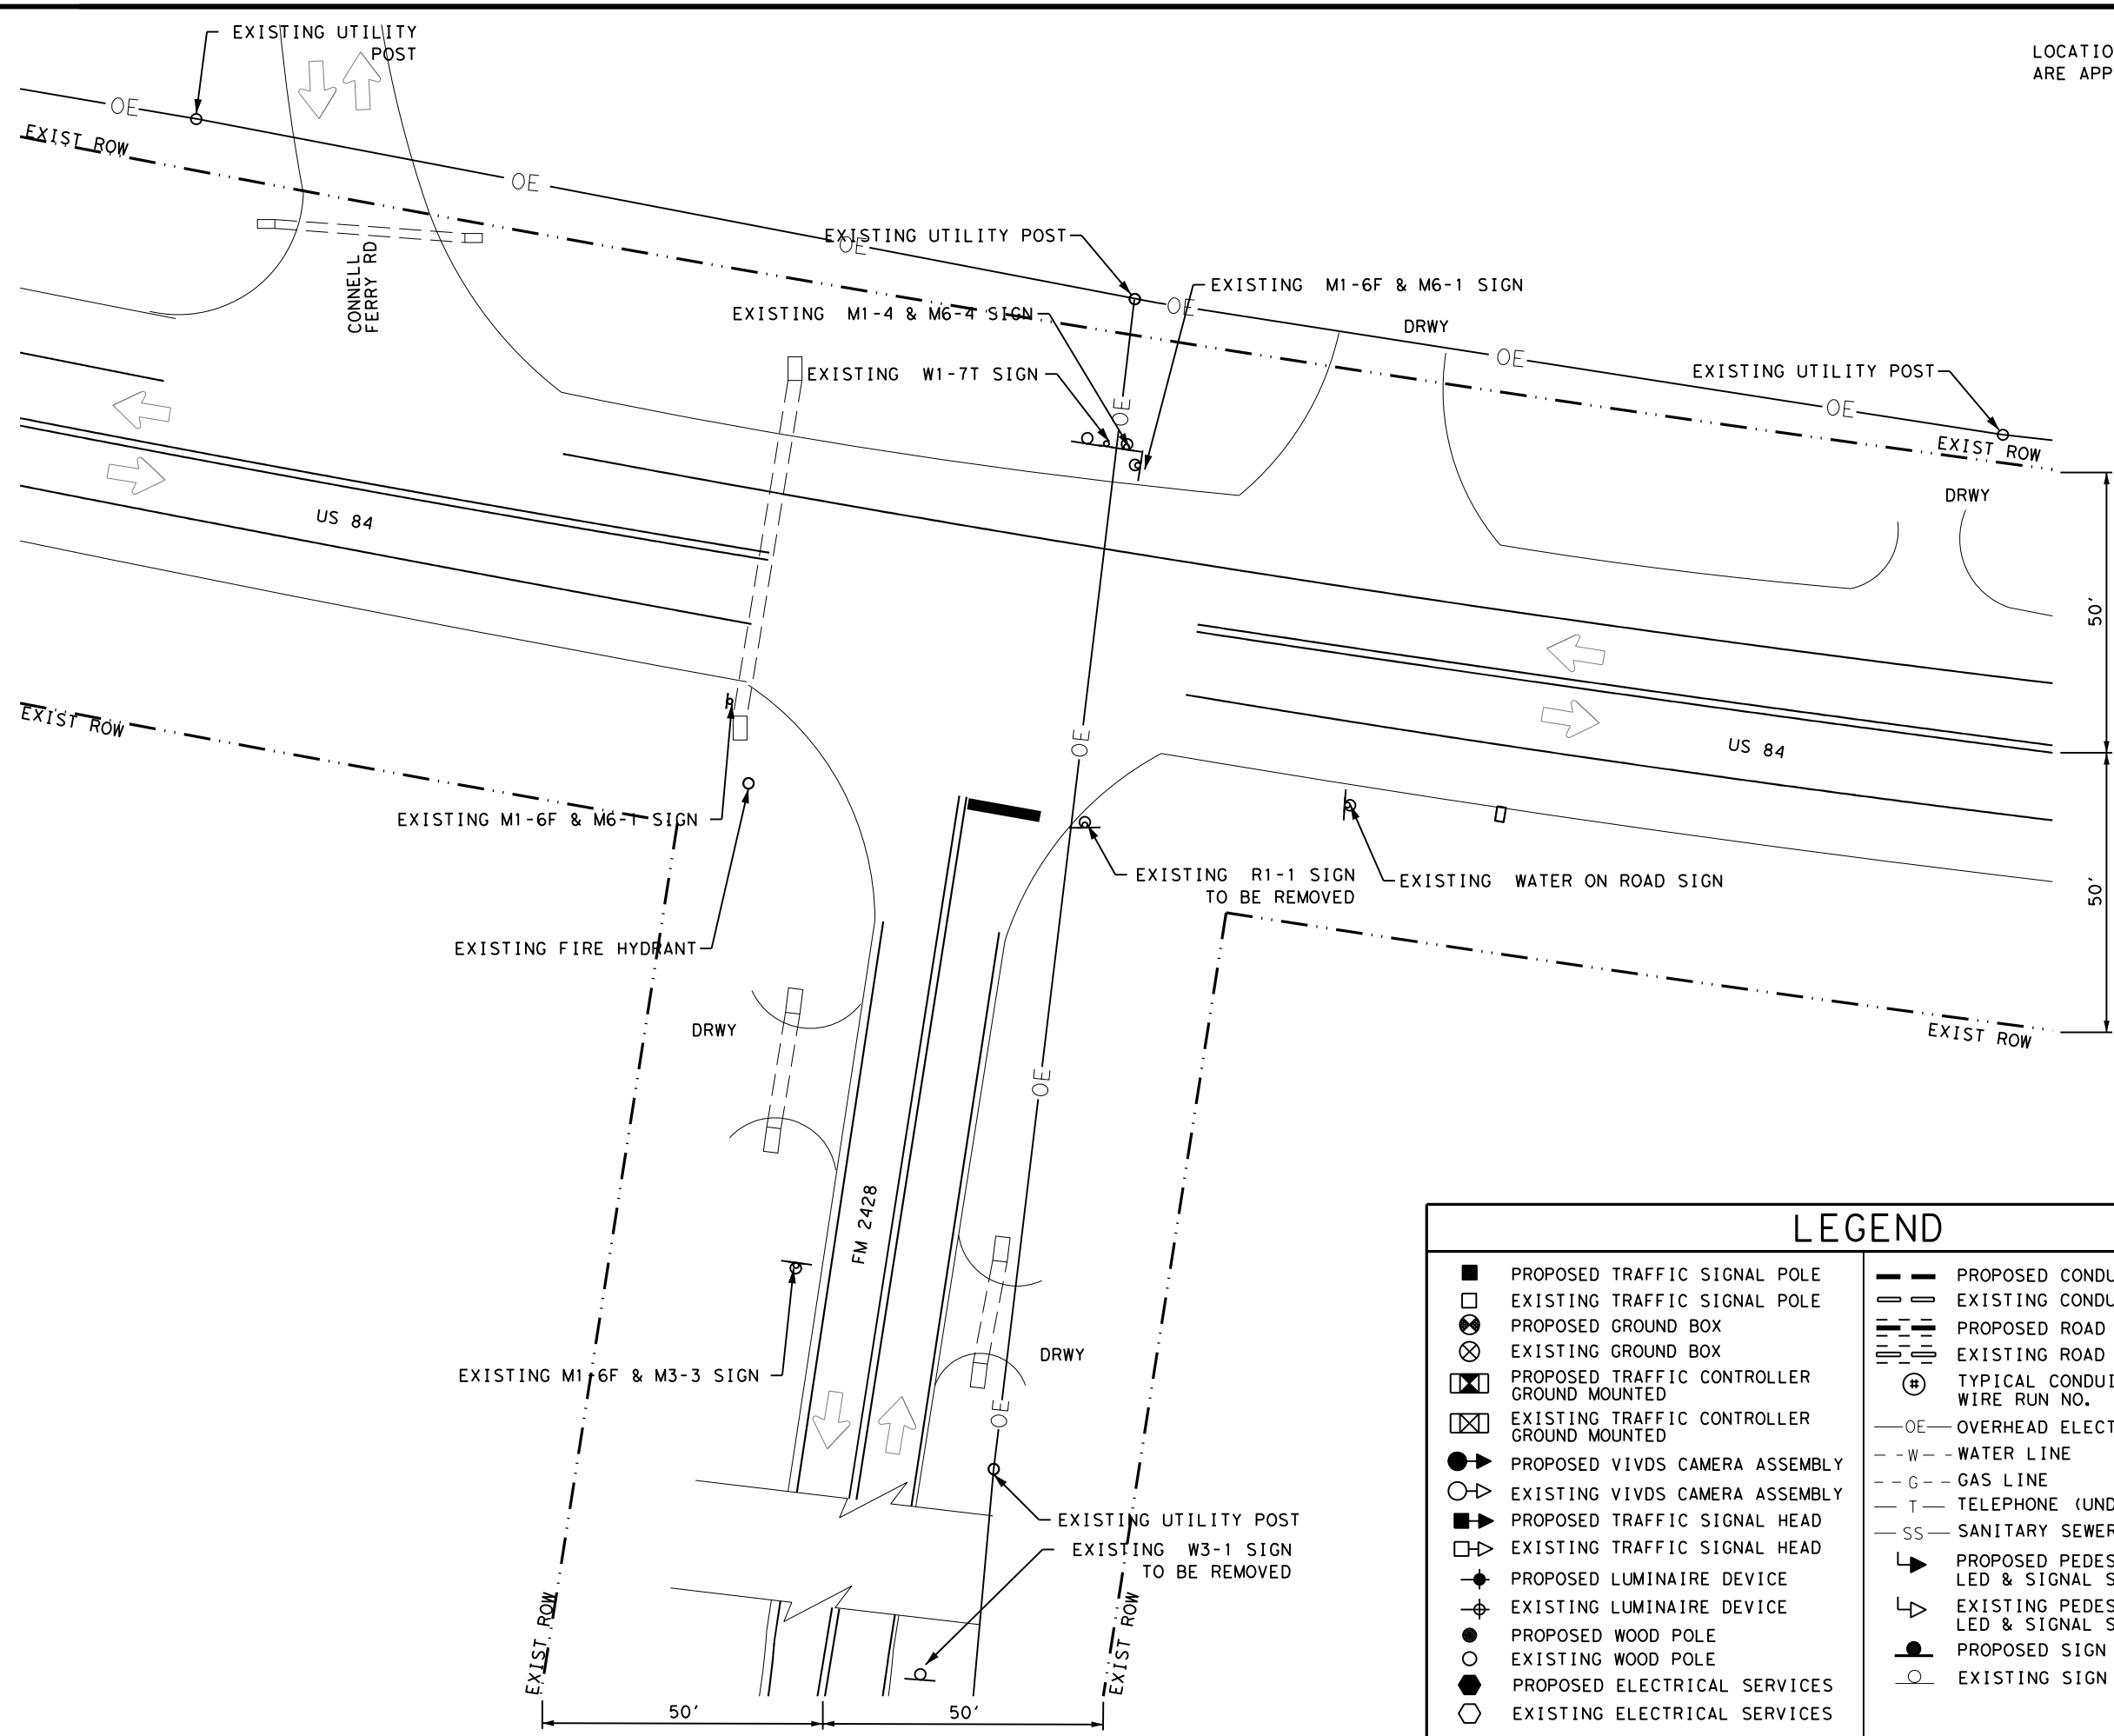 EXISTING UTILITY
POST
LOCATIO
ARE APP
OE
EXIST ROW
OE
CONNELL
FERRY RD
EXISTING UTILITY POST
OE
EXISTING M1-6F & M6-1 SIGN
OE
EXISTING M1-4 & M6-4 SIGN
DRWY
OE
EXISTING W1-7T SIGN
EXISTING UTILITY POST
OE
OE
EXIST ROW
DRWY
US 84
50'
EXIST ROW
OE
US 84
EXISTING M1-6F & M6-1 SIGN
EXISTING R1-1 SIGN
TO BE REMOVED
EXISTING WATER ON ROAD SIGN
50'
EXISTING FIRE HYDRANT
DRWY
EXIST ROW
OE
FM 2428
EXISTING M1-6F & M3-3 SIGN
DRWY
OE
EXISTING UTILITY POST
EXISTING W3-1 SIGN
TO BE REMOVED
EXIST ROW
EXIST ROW
50'
50'
LEGEND
PROPOSED TRAFFIC SIGNAL POLE
EXISTING TRAFFIC SIGNAL POLE
PROPOSED GROUND BOX
EXISTING GROUND BOX
PROPOSED TRAFFIC CONTROLLER
GROUND MOUNTED
EXISTING TRAFFIC CONTROLLER
GROUND MOUNTED
PROPOSED VIVDS CAMERA ASSEMBLY
EXISTING VIVDS CAMERA ASSEMBLY
PROPOSED TRAFFIC SIGNAL HEAD
EXISTING TRAFFIC SIGNAL HEAD
PROPOSED LUMINAIRE DEVICE
EXISTING LUMINAIRE DEVICE
PROPOSED WOOD POLE
EXISTING WOOD POLE
PROPOSED ELECTRICAL SERVICES
EXISTING ELECTRICAL SERVICES
PROPOSED CONDU
EXISTING CONDU
PROPOSED ROAD
EXISTING ROAD
# TYPICAL CONDUI
WIRE RUN NO.
OE OVERHEAD ELECT
W WATER LINE
G GAS LINE
T TELEPHONE (UND
SS SANITARY SEWER
PROPOSED PEDES
LED & SIGNAL S
EXISTING PEDES
LED & SIGNAL S
PROPOSED SIGN
EXISTING SIGN